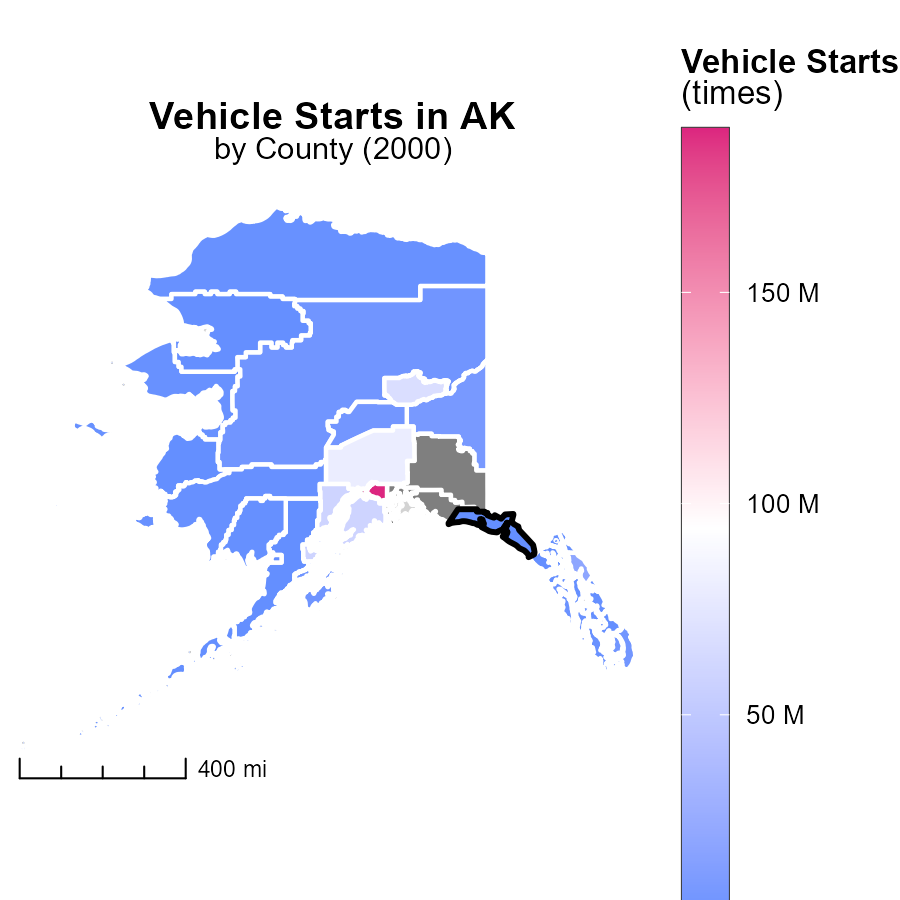 Vehicle Starts in AK
by County (2000)
Vehicle Starts
(times)
150 M
100 M
50 M
400 mi